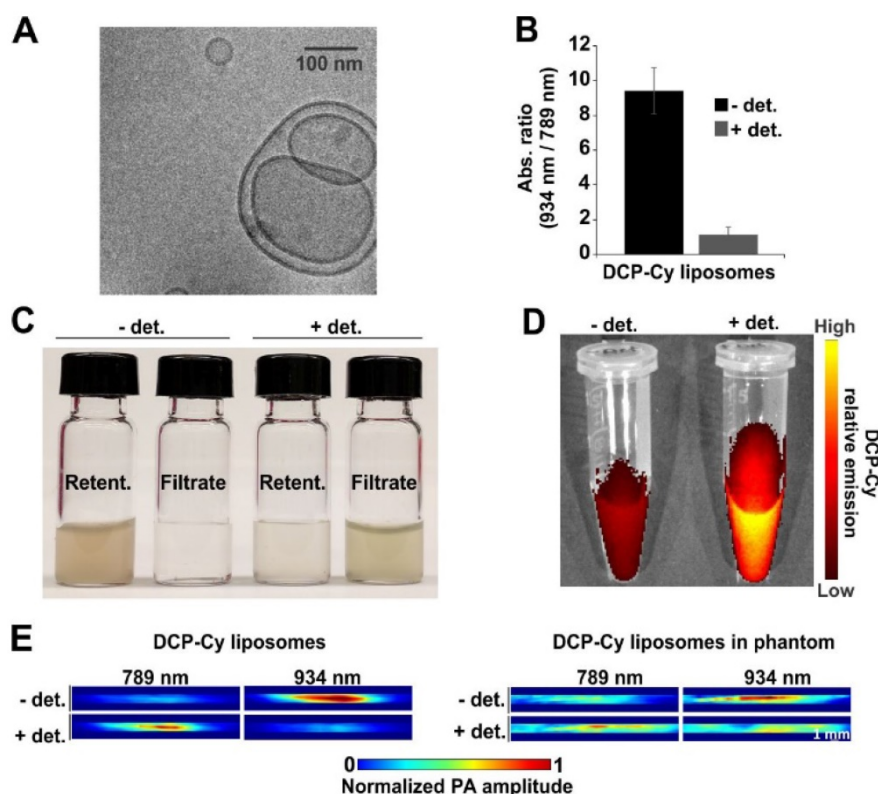 A
100 nm
B
Abs. ratio
(934 nm / 789 nm)
12
10
8
6
4
2
0
- det.
+ det.
DCP-Cy liposomes
C
- det.
+ det.
Retent.
Filtrate
Retent.
Filtrate
D
- det.
+ det.
High
DCP-Cy
relative emission
Low
E
DCP-Cy liposomes
789 nm
934 nm
- det.
+ det.
DCP-Cy liposomes in phantom
789 nm
934 nm
- det.
+ det.
1 mm
0
1
Normalized PA amplitude